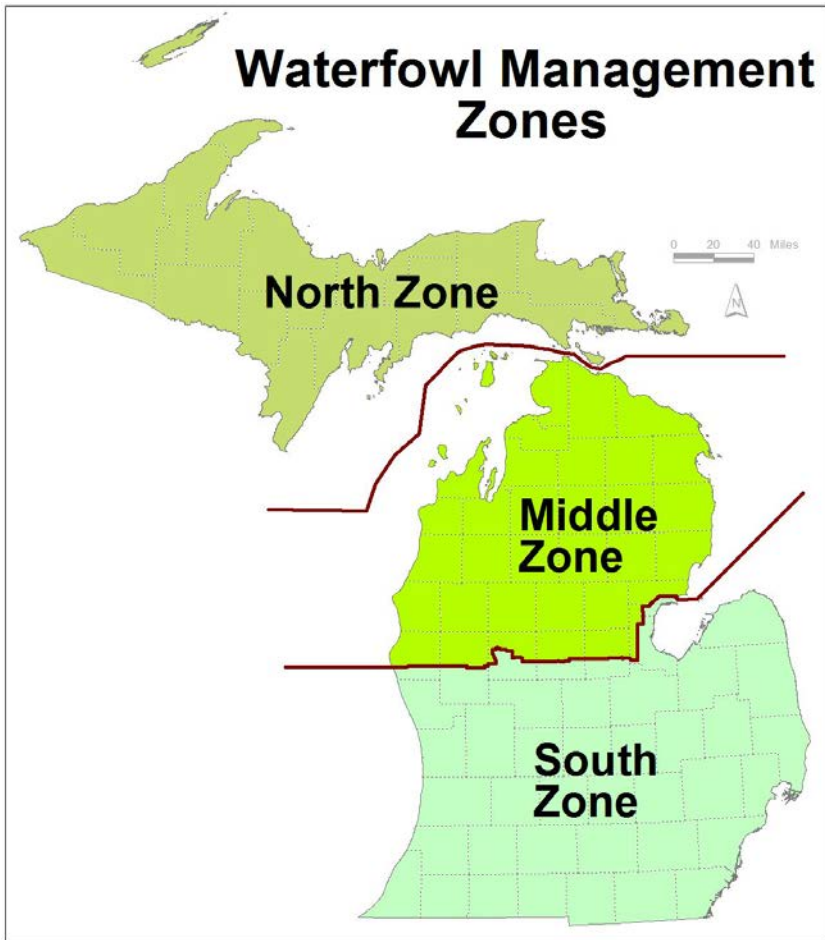 Waterfowl Management
Zones
0 20 40 Miles
North Zone
N
Middle
Zone
South
Zone